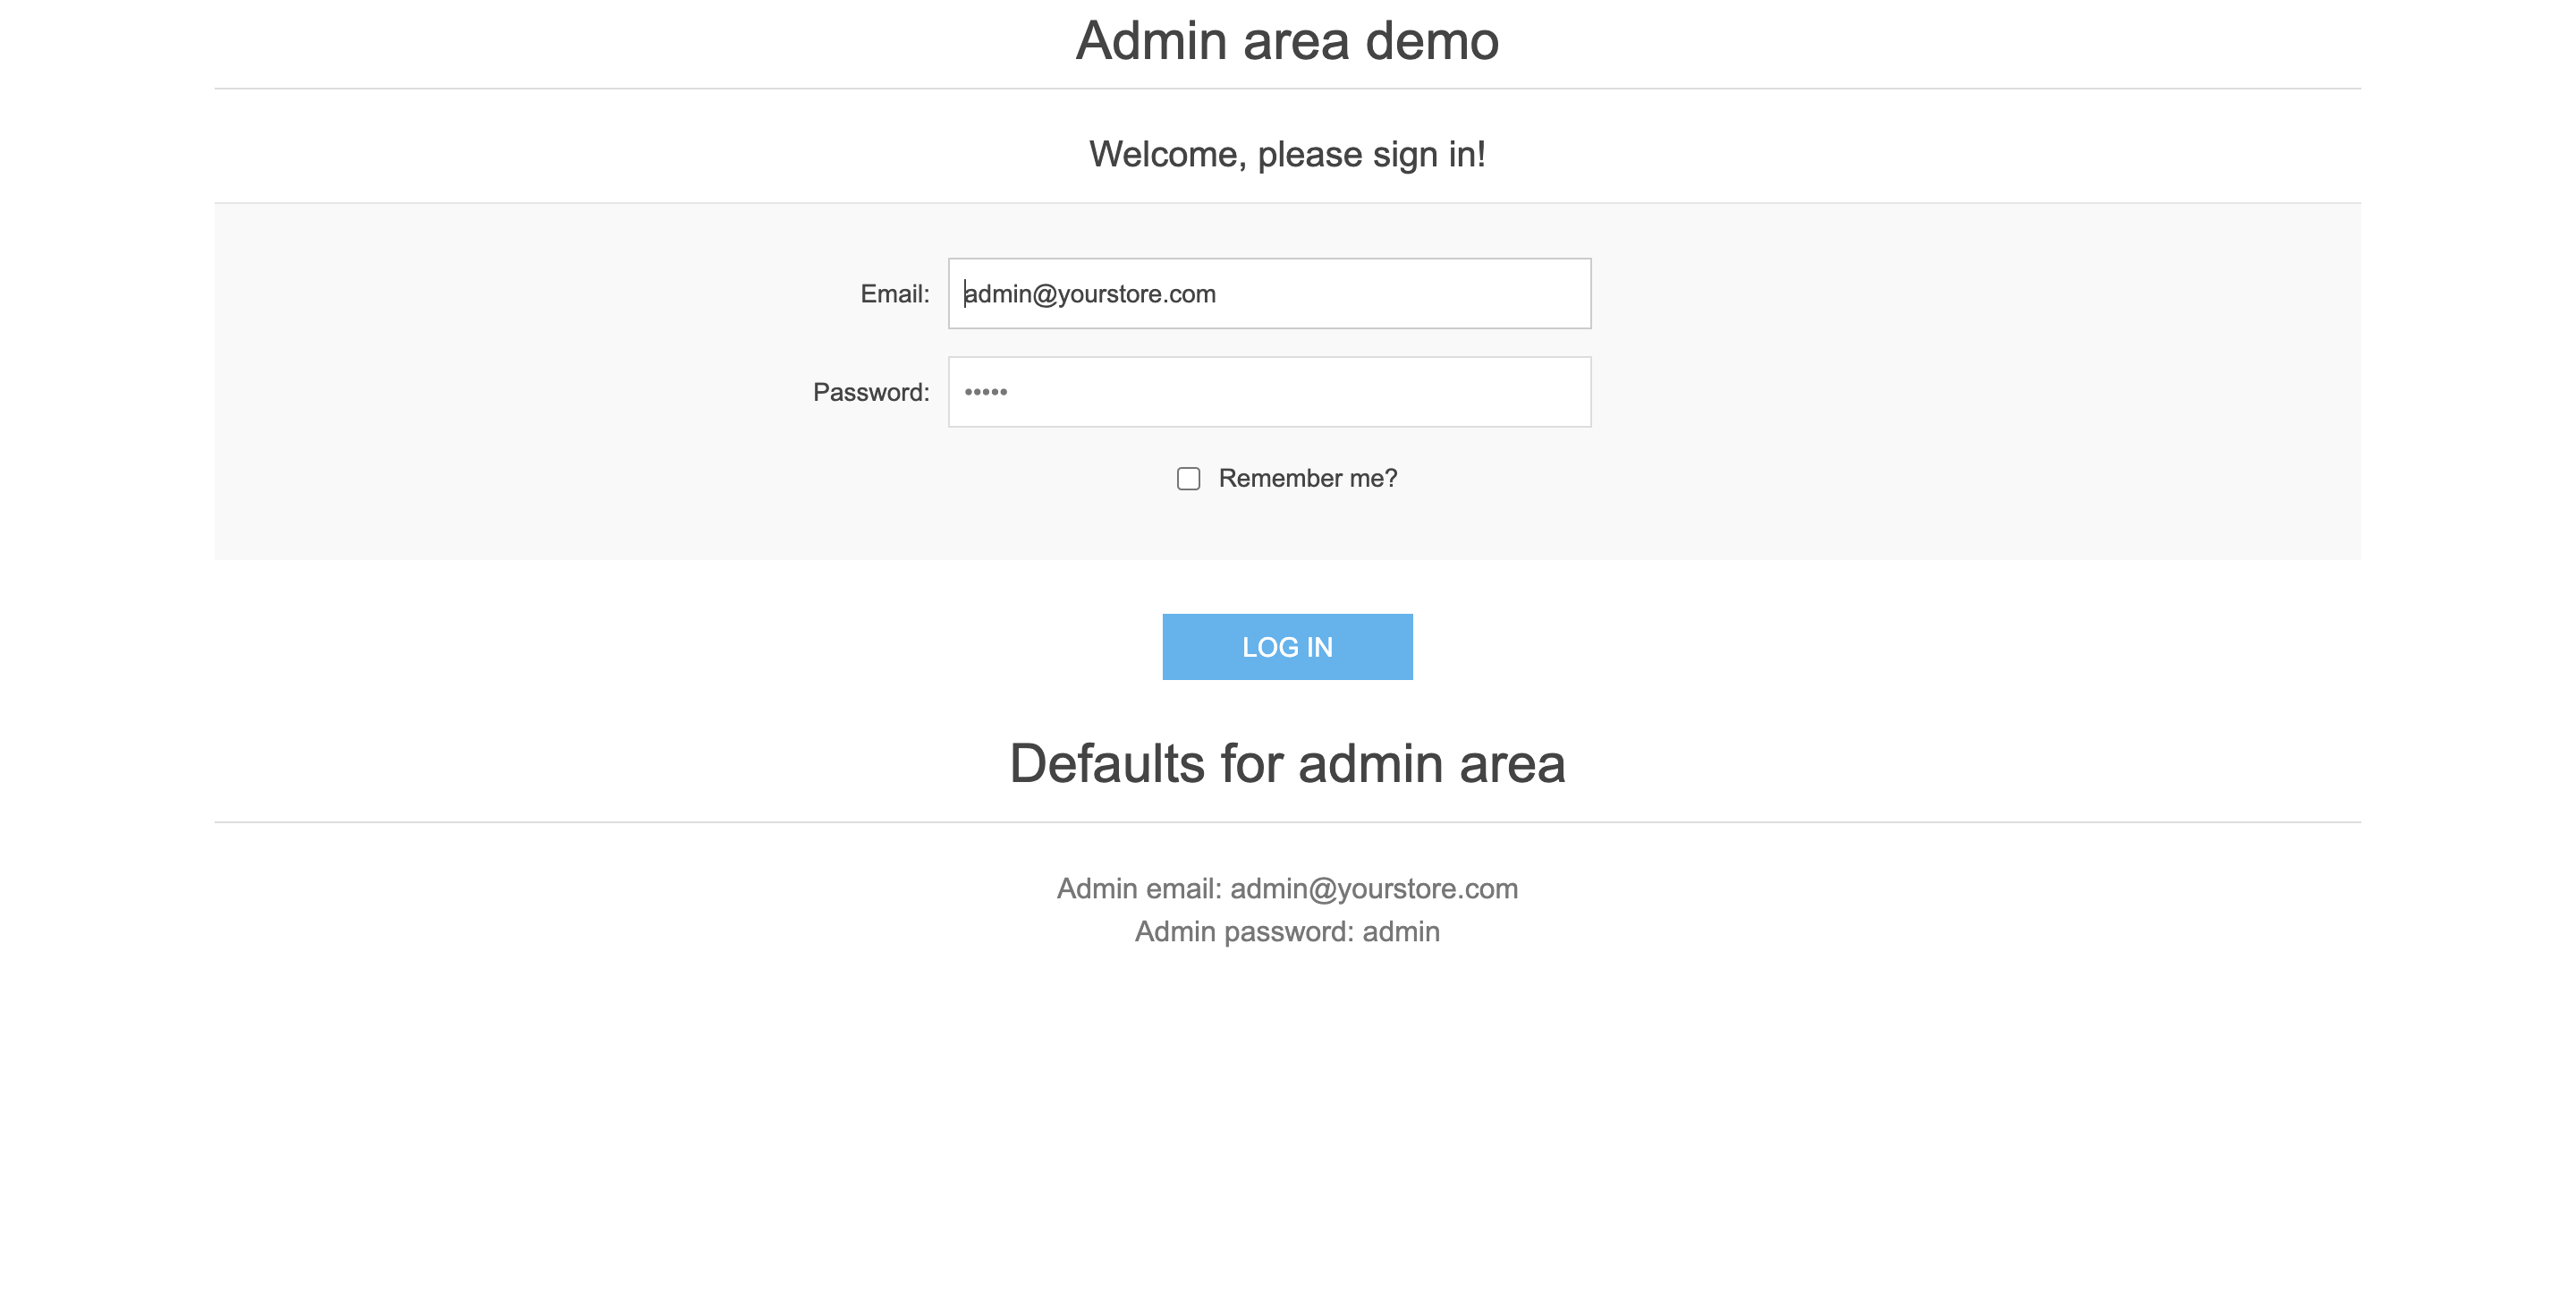 Admin area demo
Welcome, please sign in!
Email: admin@yourstore.com
Password: •••••
Remember me?
LOG IN
Defaults for admin area
Admin email: admin@yourstore.com
Admin password: admin